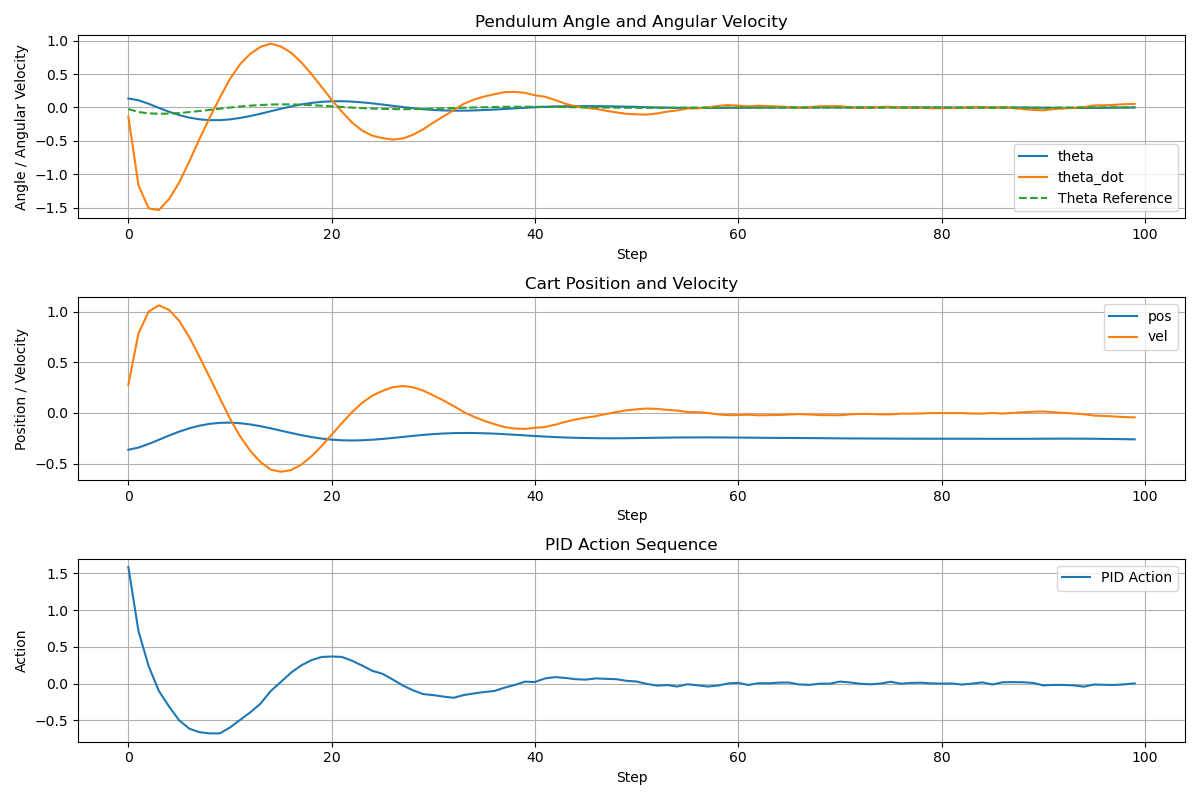 Pendulum Angle and Angular Velocity
Angle / Angular Velocity
1.0
0.5
0.0
−0.5
−1.0
−1.5
theta
theta_dot
Theta Reference
0 20 40 60 80 100
Step
Cart Position and Velocity
Position / Velocity
1.0
0.5
0.0
−0.5
pos
vel
0 20 40 60 80 100
Step
PID Action Sequence
Action
1.5
1.0
0.5
0.0
−0.5
PID Action
0 20 40 60 80 100
Step